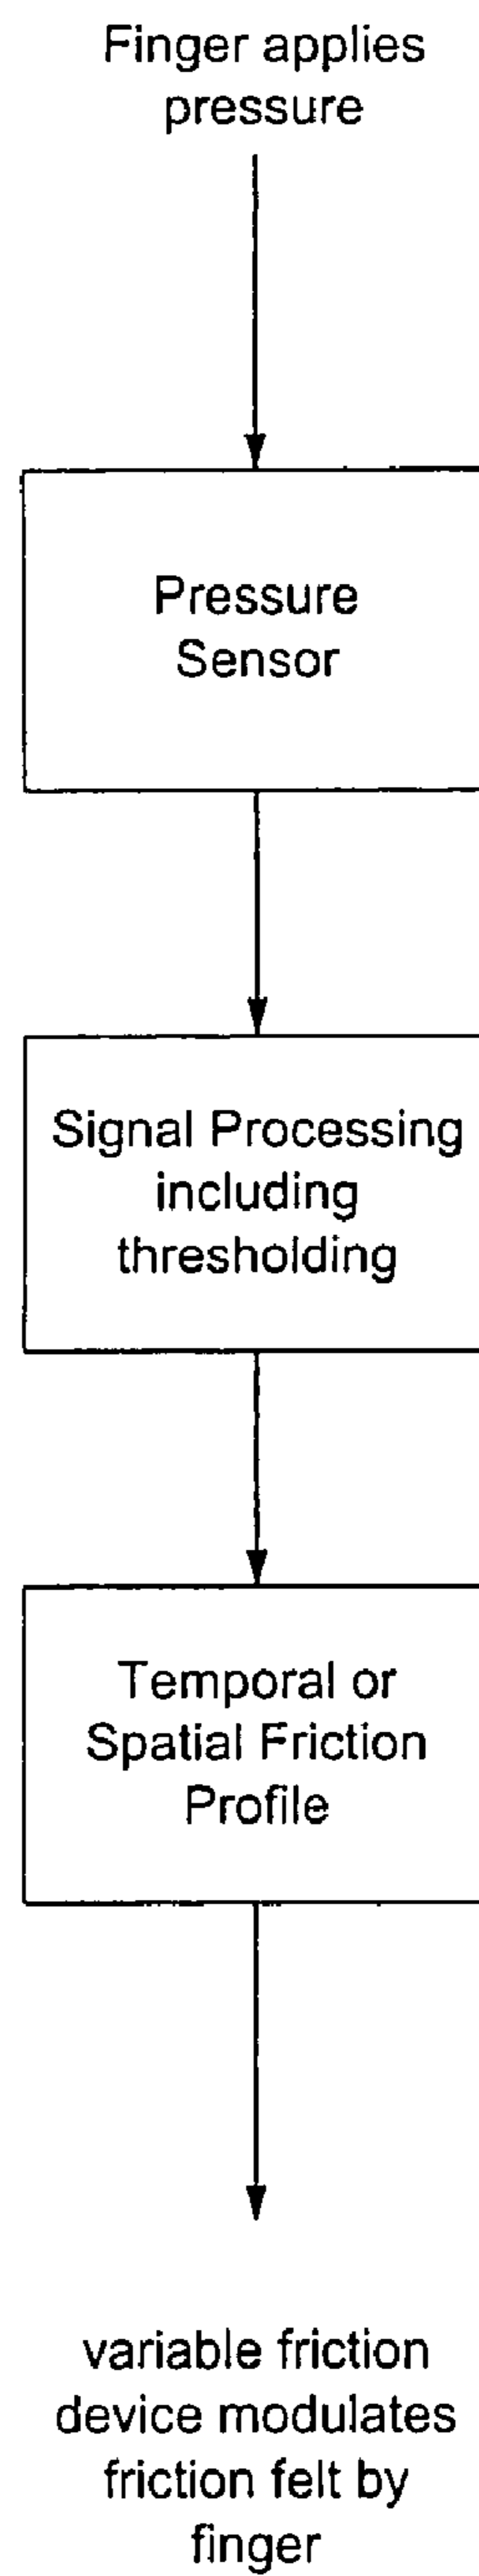 Finger applies
pressure
Pressure
Sensor
Signal Processing
including
thresholding
Temporal or
Spatial Friction
Profile
variable friction
device modulates
friction felt by
finger